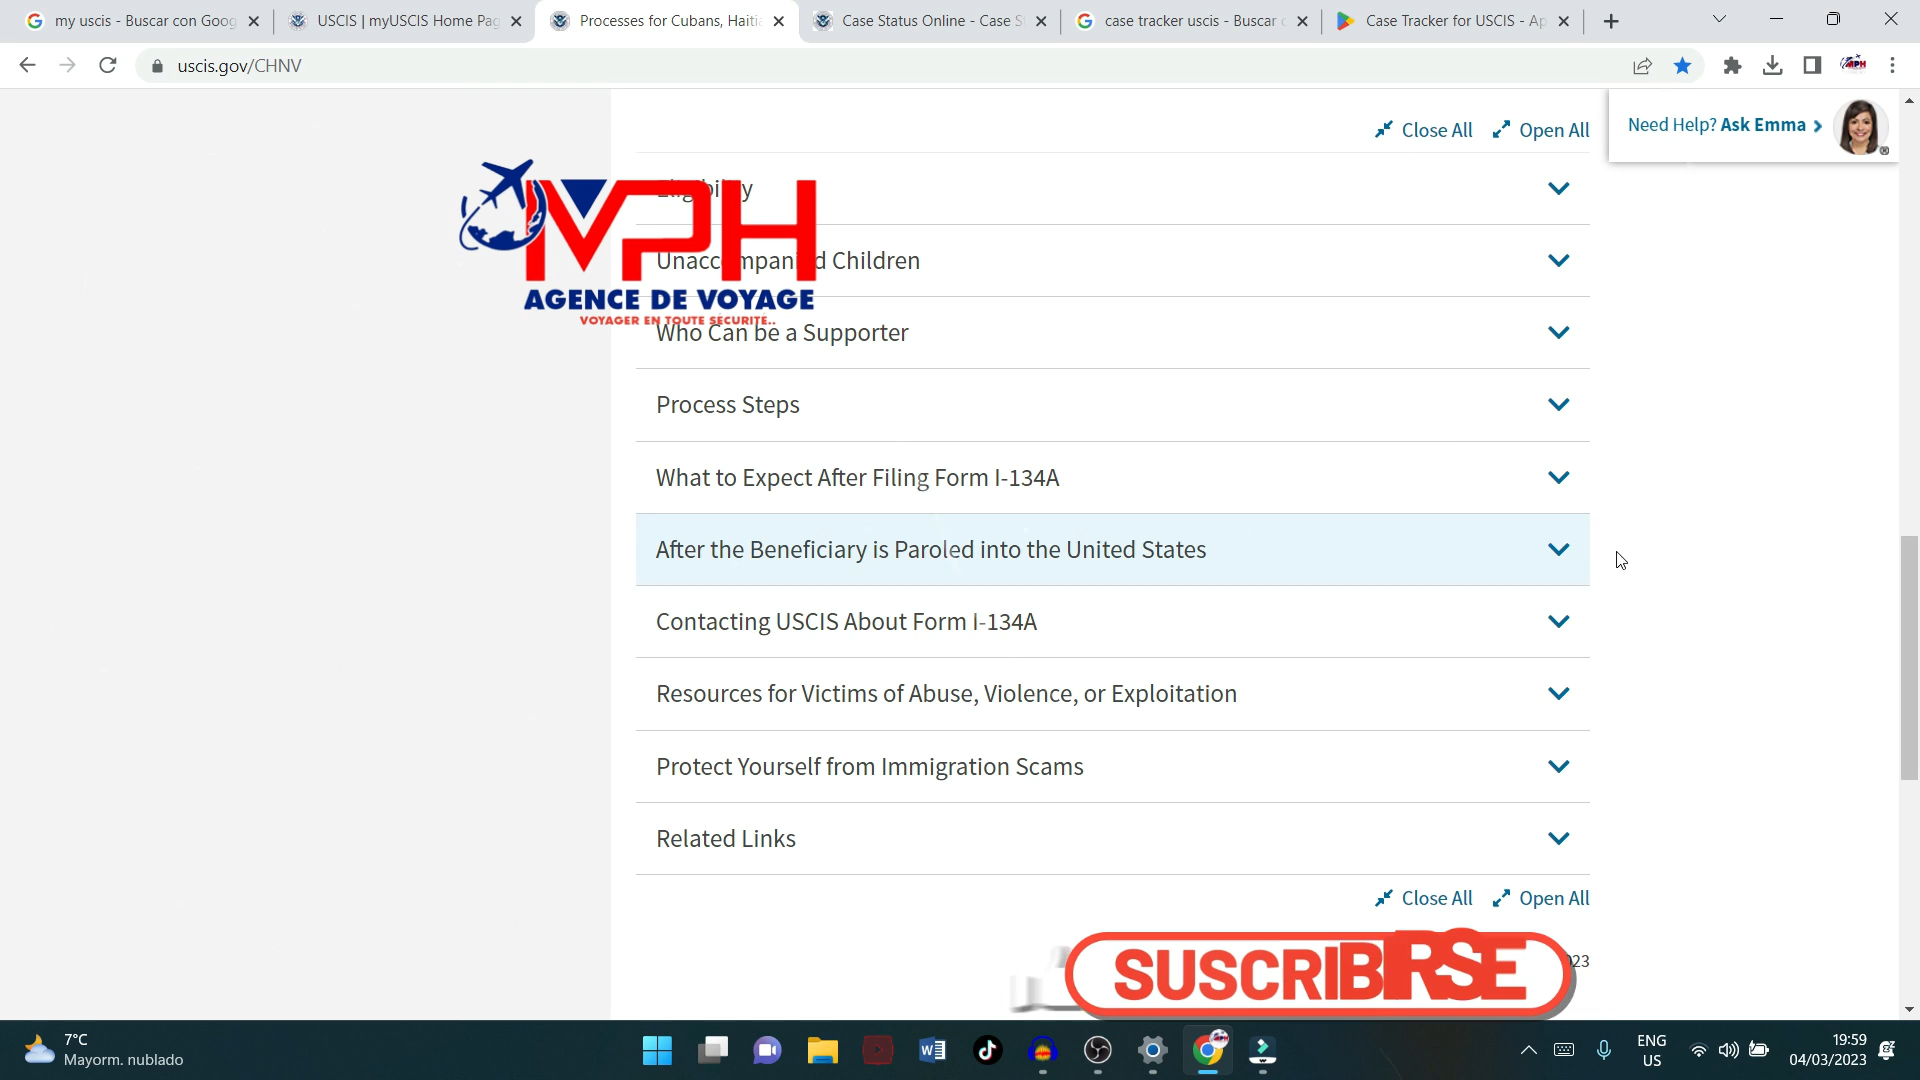 my uscis - Buscar con Goog
USCIS | myUSCIS Home Pag
Processes for Cubans, Haiti
Case Status Online - Case S
case tracker uscis - Buscar
Case Tracker for USCIS - Ap
uscis.gov/CHNV
MPH
Need Help? Ask Emma
Close All
Open All
Eligibility
Unaccompanied Children
MPH
AGENCE DE VOYAGE
VOYAGER EN TOUTE SÉCURITÉ..
Who Can be a Supporter
Process Steps
What to Expect After Filing Form I-134A
After the Beneficiary is Paroled into the United States
Contacting USCIS About Form I-134A
Resources for Victims of Abuse, Violence, or Exploitation
Protect Yourself from Immigration Scams
Related Links
Close All
Open All
SUSCRIBIRSE
7°C
Mayorm. nublado
ENG
US
19:59
04/03/2023